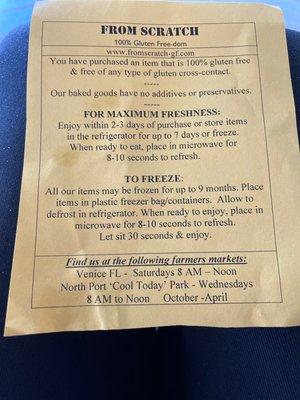 FROM SCRATCH
100% Gluten Free-dom
www.fromscratch-gf.com
You have purchased an item that is 100% gluten free
& free of any type of gluten cross-contact.
-----
Our baked goods have no additives or preservatives.
-----
FOR MAXIMUM FRESHNESS:
Enjoy within 2-3 days of purchase or store items
in the refrigerator for up to 7 days or freeze.
When ready to eat, place in microwave for
8-10 seconds to refresh.
TO FREEZE:
All our items may be frozen for up to 9 months. Place
items in plastic freezer bag/containers. Allow to
defrost in refrigerator. When ready to enjoy, place in
microwave for 8-10 seconds to refresh.
Let sit 30 seconds & enjoy.
Find us at the following farmers markets:
Venice FL - Saturdays 8 AM – Noon
North Port 'Cool Today' Park - Wednesdays
8 AM to Noon October -April